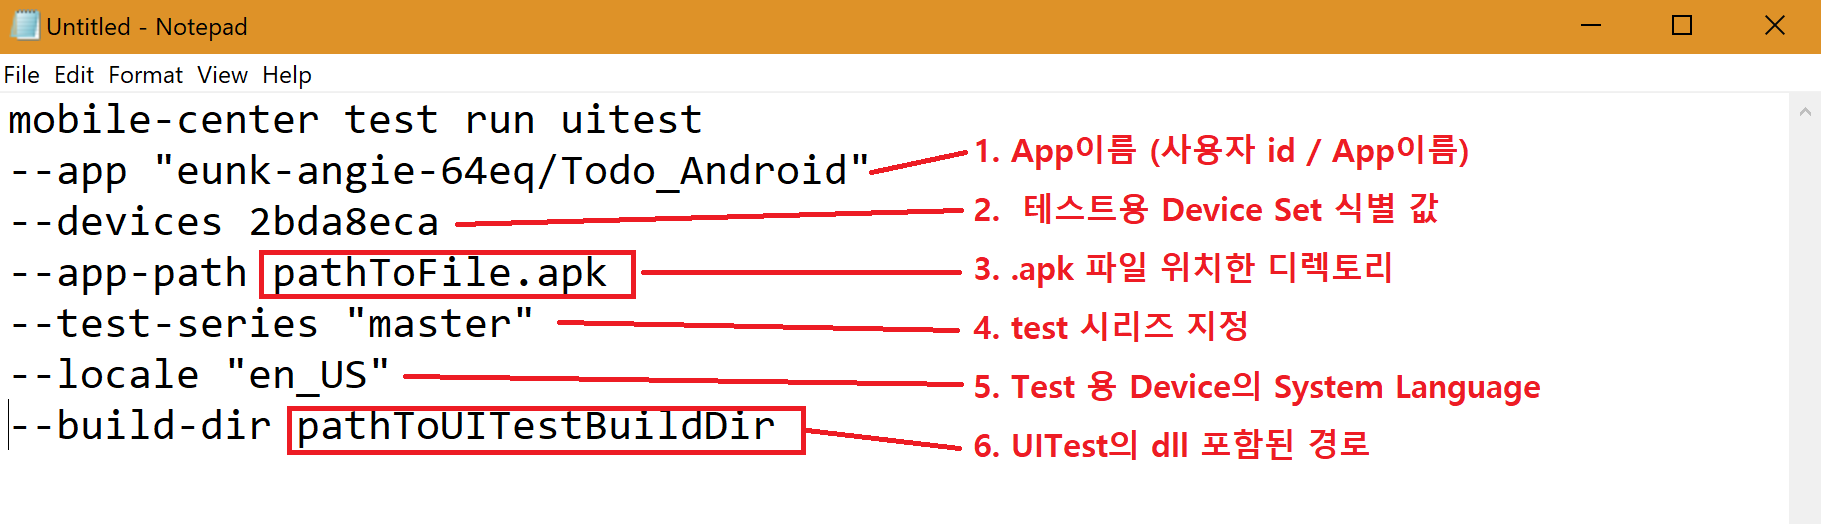 Untitled - Notepad
File Edit Format View Help
mobile-center test run uitest
--app "eunk-angie-64eq/Todo_Android"
1. App이름 (사용자 id / App이름)
--devices 2bda8eca
2. 테스트용 Device Set 식별 값
--app-path pathToFile.apk
3. .apk 파일 위치한 디렉토리
--test-series "master"
4. test 시리즈 지정
--locale "en_US"
5. Test 용 Device의 System Language
--build-dir pathToUITestBuildDir
6. UITest의 dll 포함된 경로